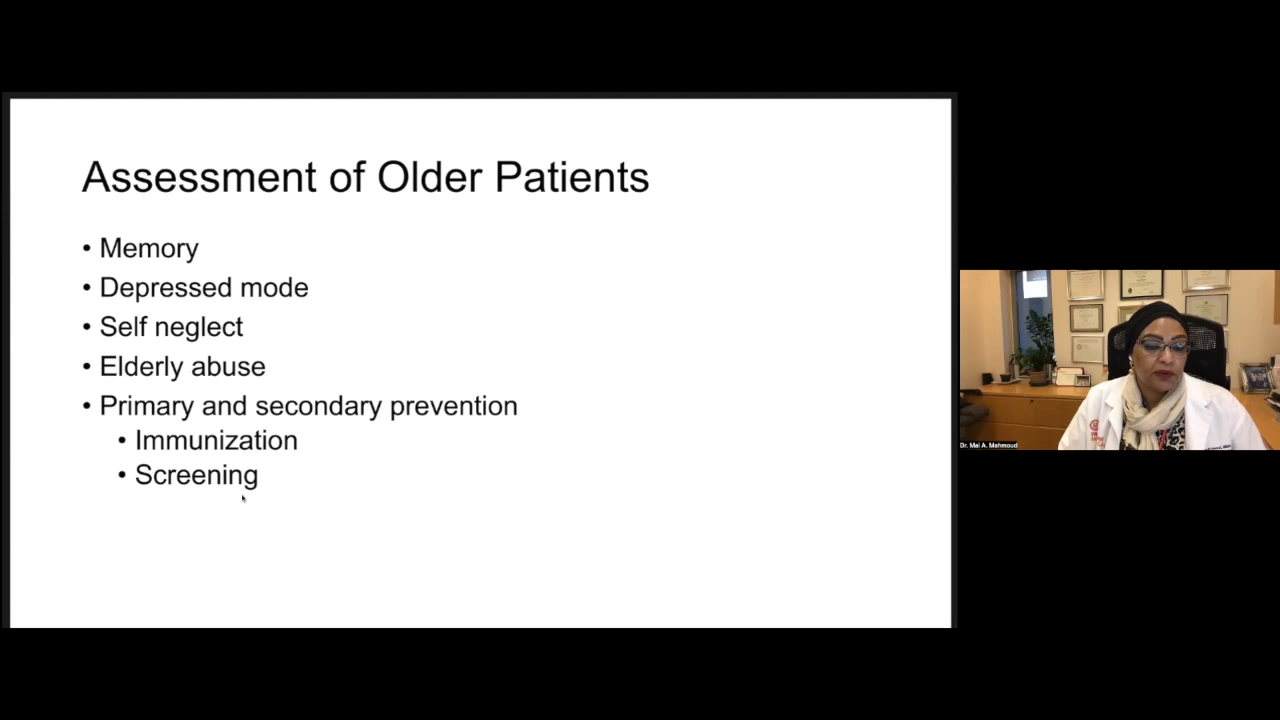 Assessment of Older Patients
• Memory
• Depressed mode
• Self neglect
• Elderly abuse
• Primary and secondary prevention
• Immunization
• Screening
Dr. Mai A. Mahmoud